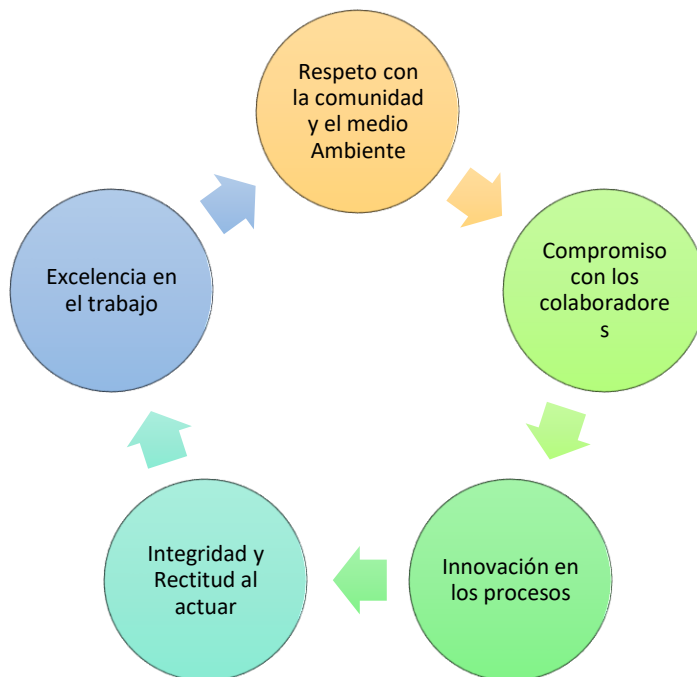 Respeto con
la comunidad
y el medio
Ambiente
Compromiso
con los
colaboradore
s
Innovación en
los procesos
Integridad y
Rectitud al
actuar
Excelencia en
el trabajo